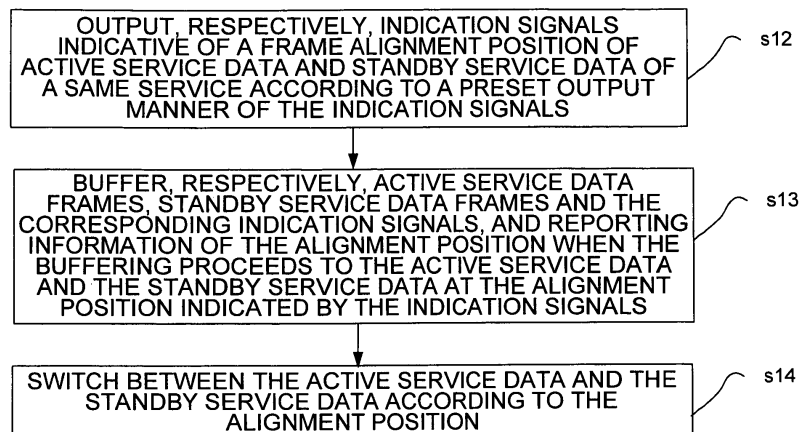 OUTPUT, RESPECTIVELY, INDICATION SIGNALS
INDICATIVE OF A FRAME ALIGNMENT POSITION OF
ACTIVE SERVICE DATA AND STANDBY SERVICE DATA OF
A SAME SERVICE ACCORDING TO A PRESET OUTPUT
MANNER OF THE INDICATION SIGNALS
s12
BUFFER, RESPECTIVELY, ACTIVE SERVICE DATA
FRAMES, STANDBY SERVICE DATA FRAMES AND THE
CORRESPONDING INDICATION SIGNALS, AND REPORTING
INFORMATION OF THE ALIGNMENT POSITION WHEN THE
BUFFERING PROCEEDS TO THE ACTIVE SERVICE DATA
AND THE STANDBY SERVICE DATA AT THE ALIGNMENT
POSITION INDICATED BY THE INDICATION SIGNALS
s13
SWITCH BETWEEN THE ACTIVE SERVICE DATA AND THE
STANDBY SERVICE DATA ACCORDING TO THE
ALIGNMENT POSITION
s14